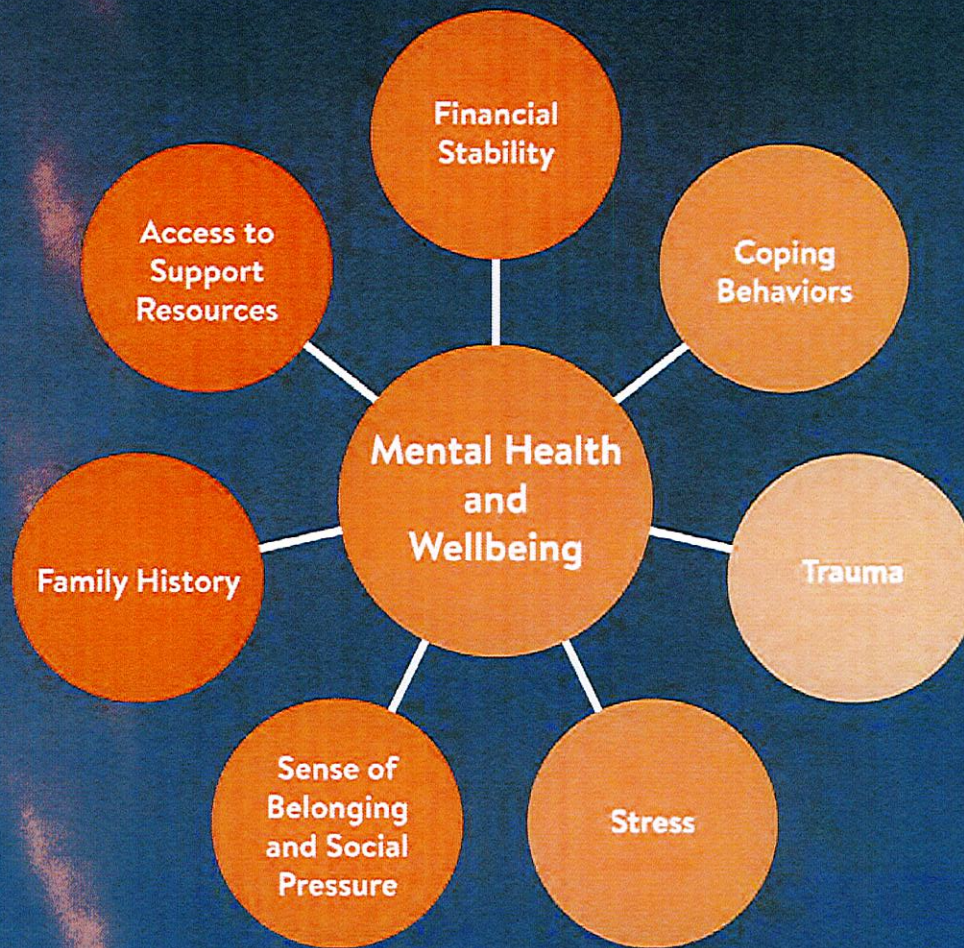 Financial
Stability
Access to
Support
Resources
Coping
Behaviors
Mental Health
and
Wellbeing
Family History
Trauma
Sense of
Belonging
and Social
Pressure
Stress